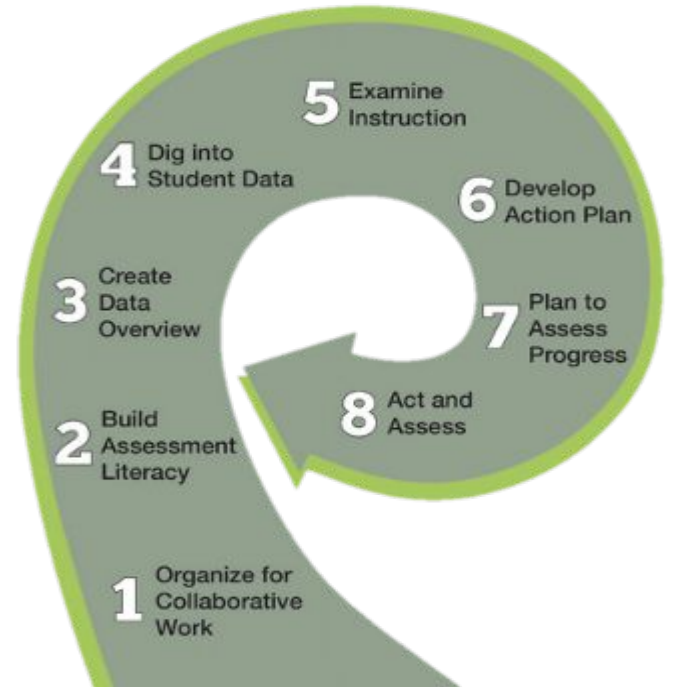 1 Organize for
Collaborative
Work
2 Build
Assessment
Literacy
3 Create
Data
Overview
4 Dig into
Student Data
5 Examine
Instruction
6 Develop
Action Plan
7 Plan to
Assess
Progress
8 Act and
Assess